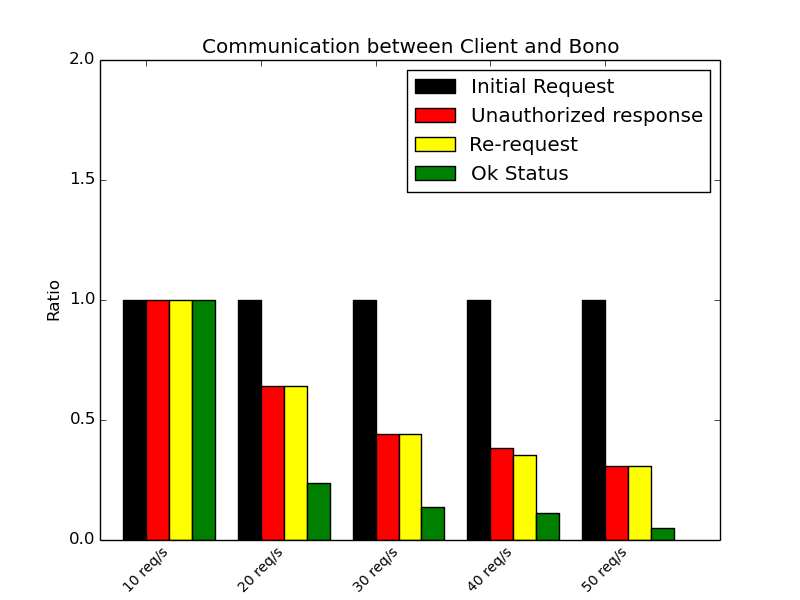 Communication between Client and Bono
2.0
1.5
1.0
0.5
0.0
Ratio
Initial Request
Unauthorized response
Re-request
Ok Status
10 req/s
20 req/s
30 req/s
40 req/s
50 req/s